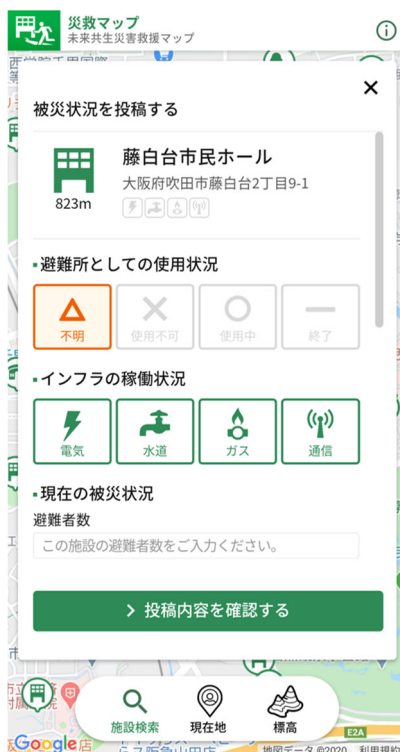 災救マップ
未来共生災害救援マップ
被災状況を投稿する
藤白台市民ホール
大阪府吹田市藤白台2丁目9-1
823m
避難所としての使用状況
不明
使用不可
使用中
終了
インフラの稼働状況
電気
水道
ガス
通信
現在の被災状況
避難者数
この施設の避難者数をご入力ください。
投稿内容を確認する
施設検索
現在地
標高
E2A
Google
地図データ ©2020
利用規約